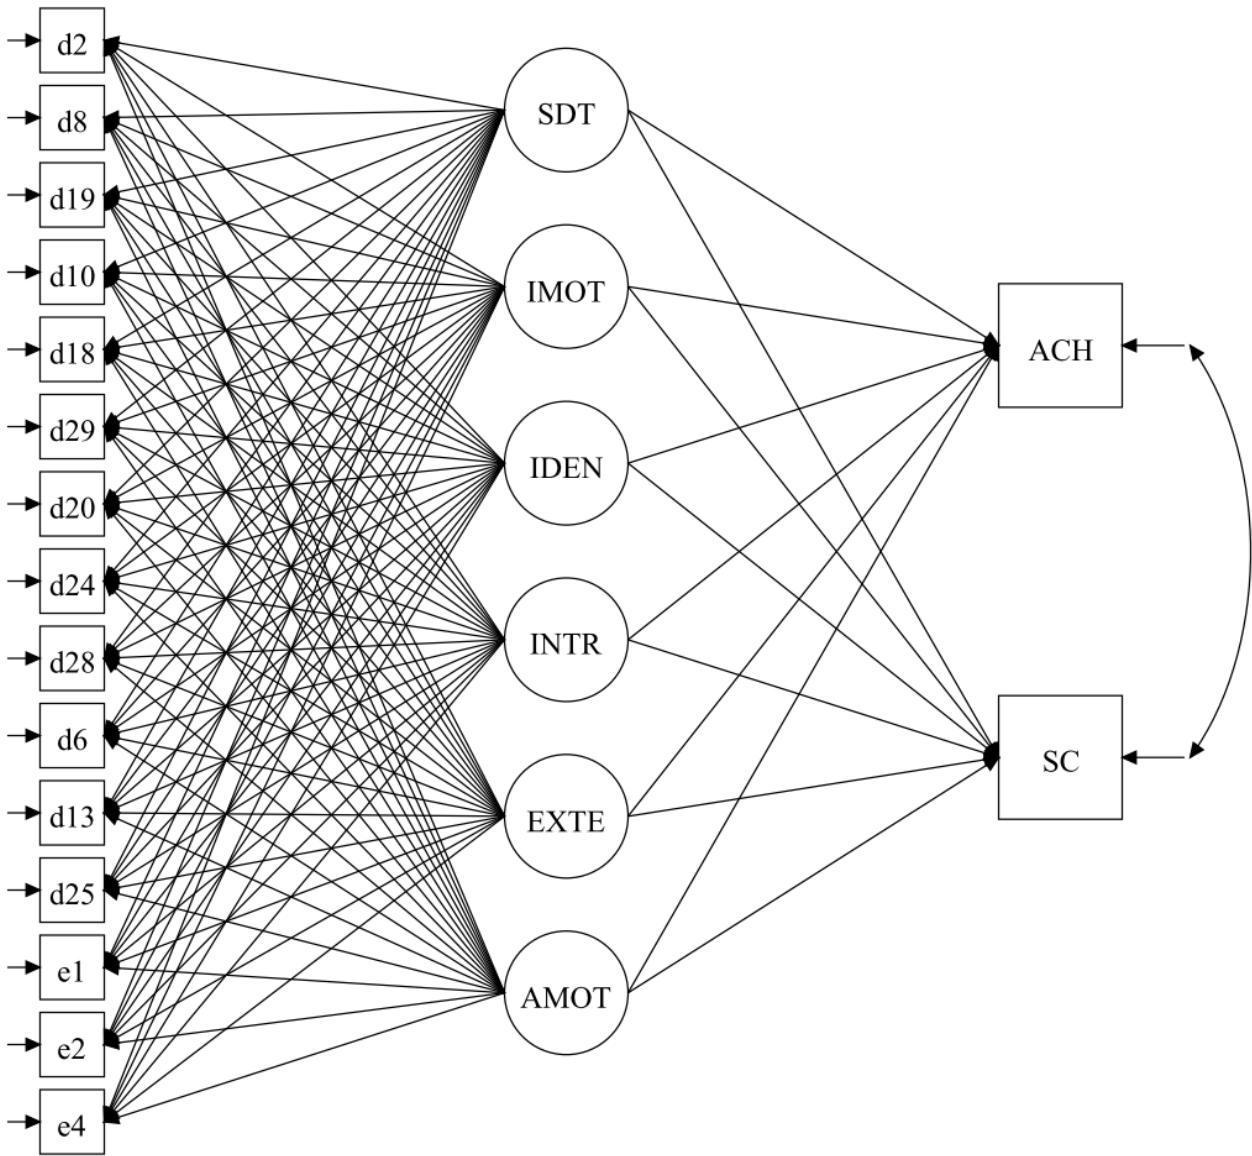 d2
d8
d19
d10
d18
d29
d20
d24
d28
d6
d13
d25
e1
e2
e4
SDT
IMOT
IDEN
INTR
EXTE
AMOT
ACH
SC